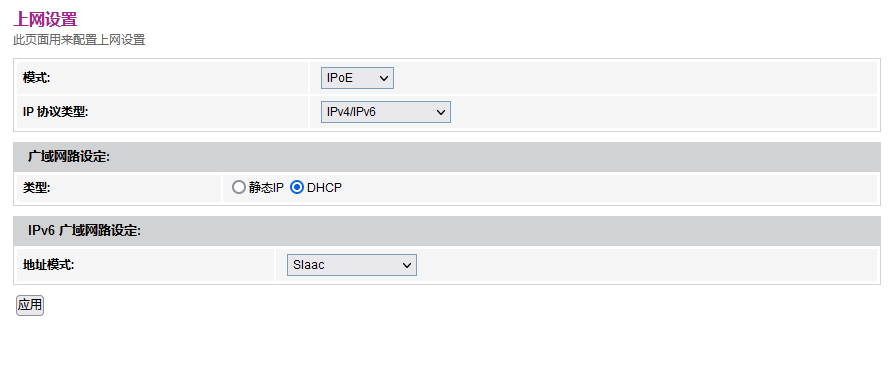 上网设置
此页面用来配置上网设置
模式: IPoE
IP 协议类型: IPv4/IPv6
广域网路设定:
类型: 静态IP DHCP
IPv6 广域网路设定:
地址模式: Slaac
应用